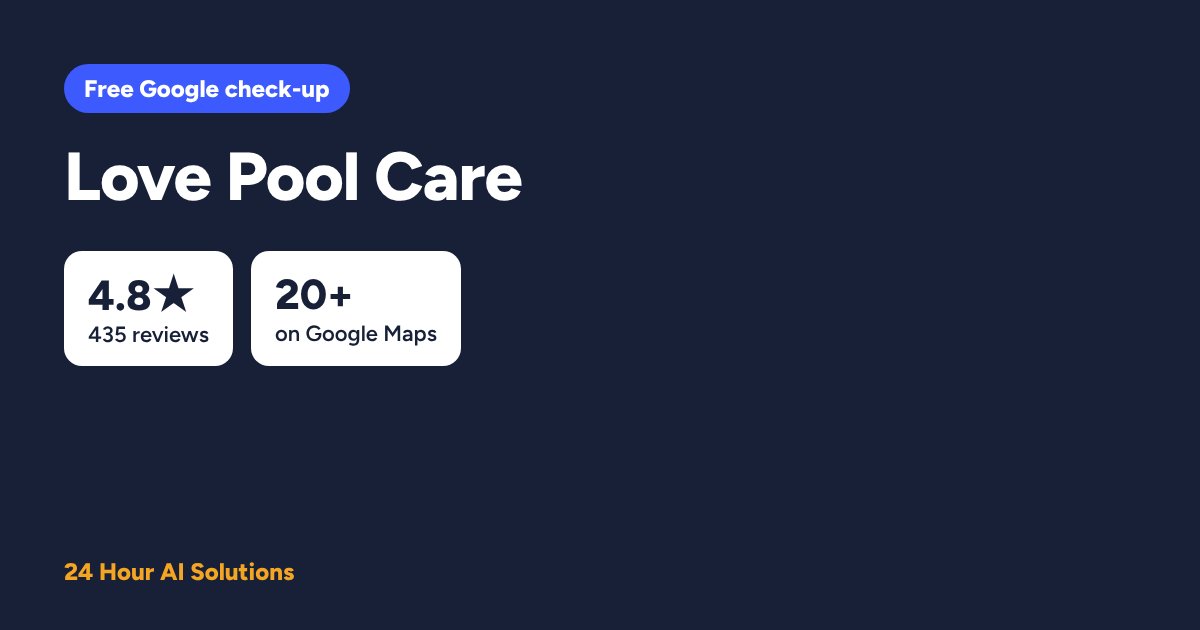 Free Google check-up
Love Pool Care
4.8★
435 reviews
20+
on Google Maps
24 Hour AI Solutions